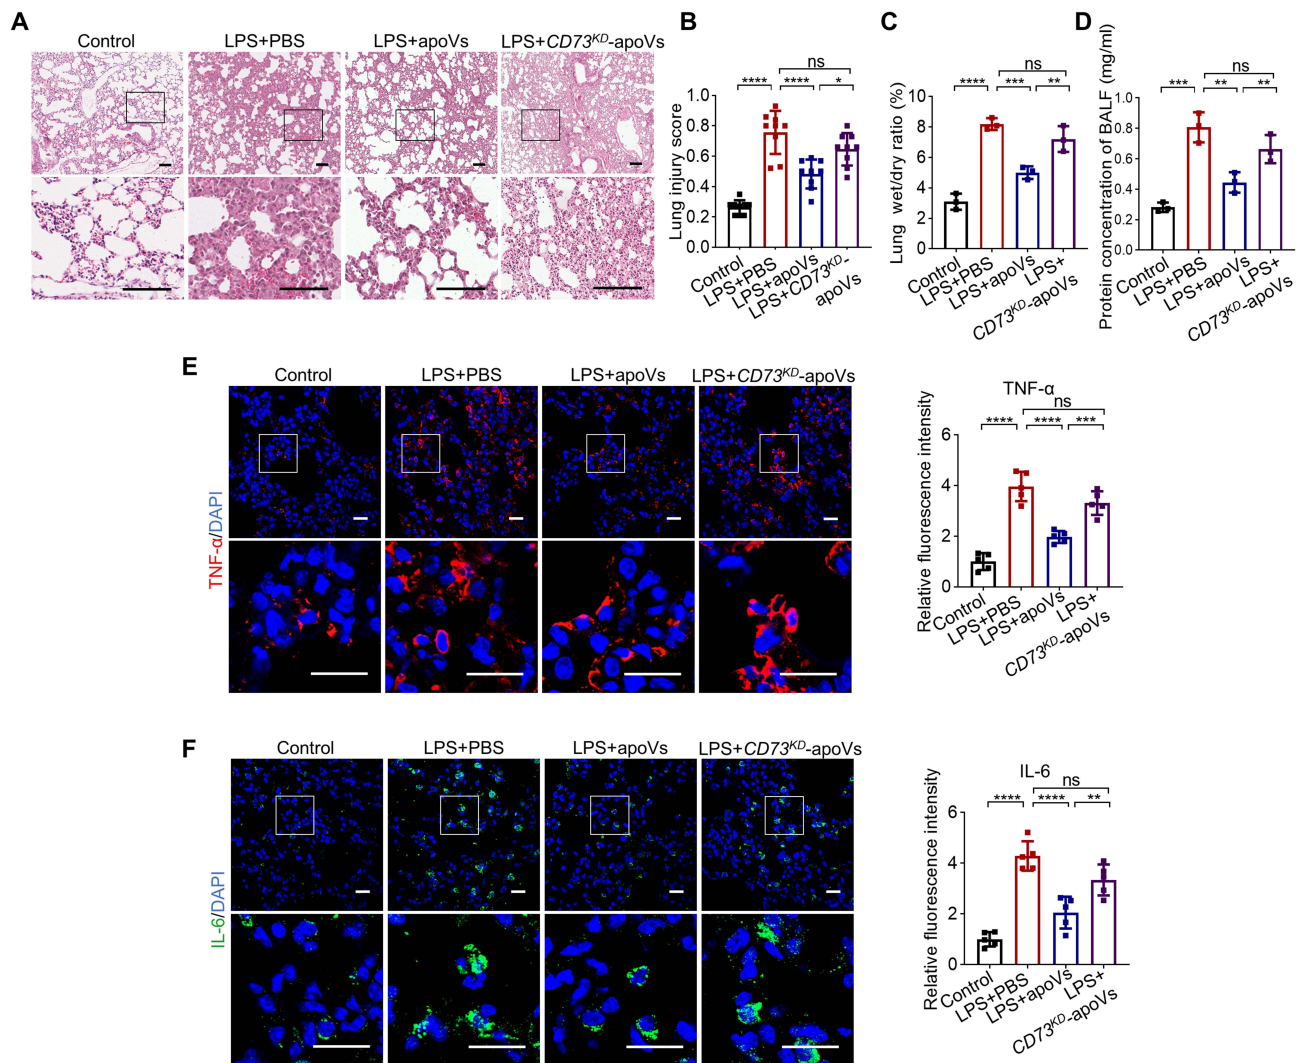 A
Control
LPS+PBS
LPS+apoVs
LPS+CD73KD-apoVs
B
Lung injury score
1.0
0.8
0.6
0.4
0.2
0.0
ns
**** **** *
Control
LPS+PBS
LPS+apoVs
LPS+CD73KD-
apoVs
C
Lung wet/dry ratio (%)
10
8
6
4
2
0
ns
**** *** **
Control
LPS+PBS
LPS+apoVs
LPS+
CD73KD-apoVs
D
Protein concentration of BALF (mg/ml)
1.0
0.8
0.6
0.4
0.2
0.0
ns
*** ** **
Control
LPS+PBS
LPS+apoVs
LPS+
CD73KD-apoVs
E
Control
LPS+PBS
LPS+apoVs
LPS+CD73KD-apoVs
TNF-α/DAPI
TNF-α
Relative fluorescence intensity
6
4
2
0
ns
**** **** ***
Control
LPS+PBS
LPS+apoVs
LPS+
CD73KD-apoVs
F
Control
LPS+PBS
LPS+apoVs
LPS+CD73KD-apoVs
IL-6/DAPI
IL-6
Relative fluorescence intensity
6
4
2
0
ns
**** **** **
Control
LPS+PBS
LPS+apoVs
LPS+
CD73KD-apoVs